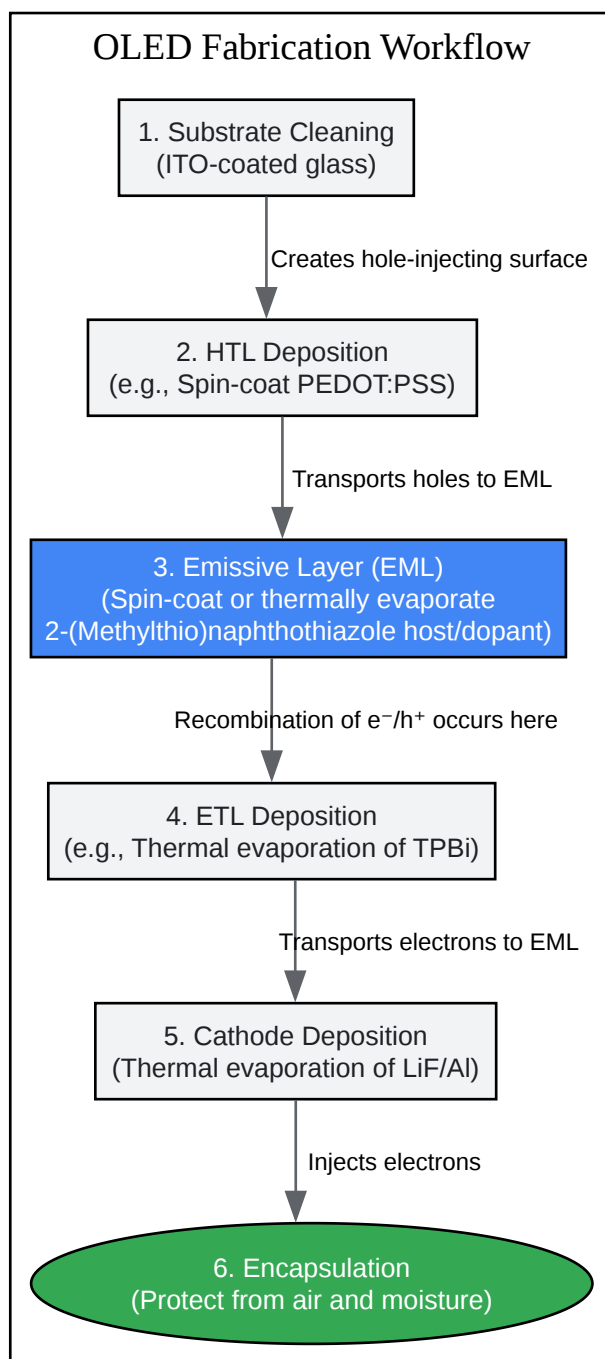 OLED Fabrication Workflow
1. Substrate Cleaning
(ITO-coated glass)
Creates hole-injecting surface
2. HTL Deposition
(e.g., Spin-coat PEDOT:PSS)
Transports holes to EML
3. Emissive Layer (EML)
(Spin-coat or thermally evaporate
2-(Methylthio)naphthothiazole host/dopant)
Recombination of e⁻/h⁺ occurs here
4. ETL Deposition
(e.g., Thermal evaporation of TPBi)
Transports electrons to EML
5. Cathode Deposition
(Thermal evaporation of LiF/Al)
Injects electrons
6. Encapsulation
(Protect from air and moisture)